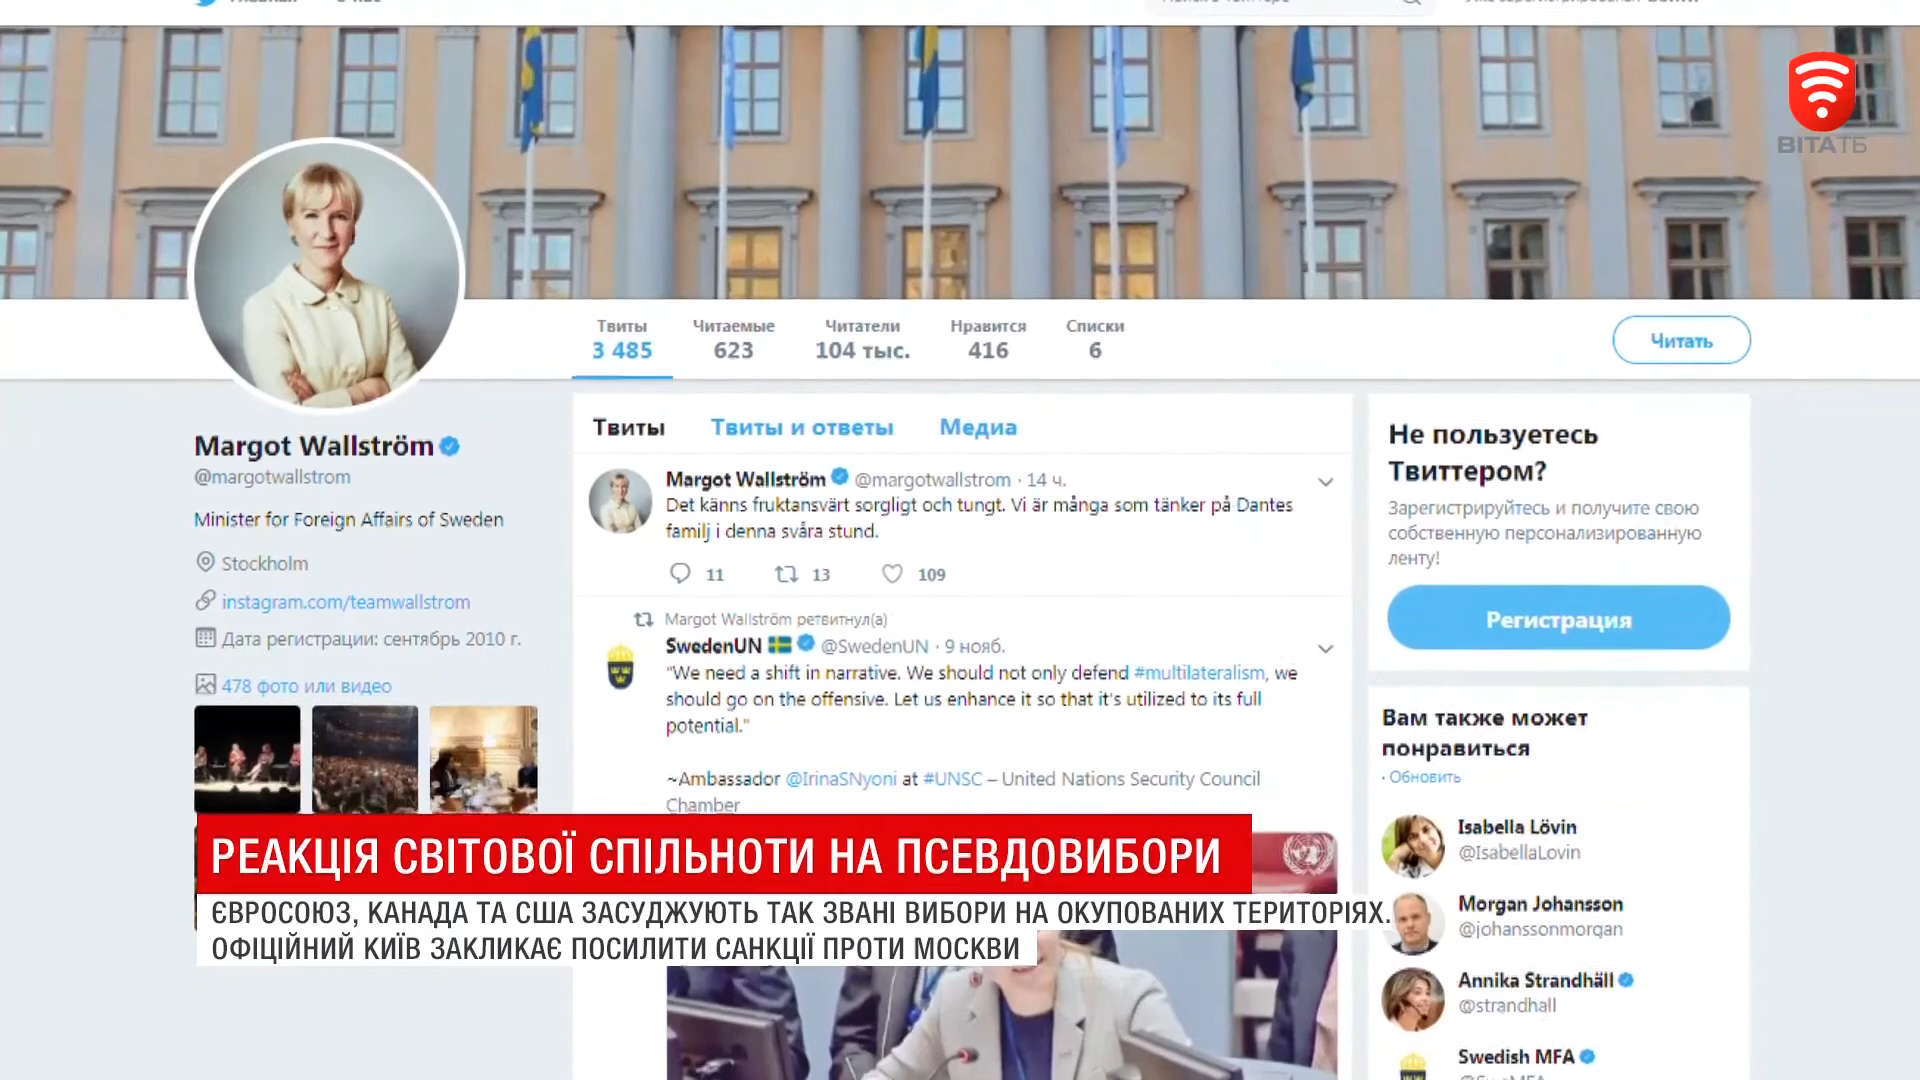 ВІТАТБ
Твиты
3 485
Читаемые
623
Читатели
104 тыс.
Нравится
416
Списки
6
Читать
Margot Wallström
@margotwallstrom
Minister for Foreign Affairs of Sweden
Stockholm
instagram.com/teamwallstrom
Дата регистрации: сентябрь 2010 г.
478 фото или видео
Твиты Твиты и ответы Медиа
Margot Wallström @margotwallstrom · 14 ч.
Det känns fruktansvärt sorgligt och tungt. Vi är många som tänker på Dantes
familj i denna svåra stund.
11 13 109
Margot Wallström ретвитнул(а)
SwedenUN @SwedenUN · 9 нояб.
"We need a shift in narrative. We should not only defend #multilateralism, we
should go on the offensive. Let us enhance it so that it's utilized to its full
potential."
~Ambassador @IrinaSNyoni at #UNSC – United Nations Security Council
Chamber
Не пользуетесь
Твиттером?
Зарегистрируйтесь и получите свою
собственную персонализированную
ленту!
Регистрация
Вам также может
понравиться
· Обновить
Isabella Lövin
@IsabellaLovin
Morgan Johansson
@johanssonmorgan
Annika Strandhäll
@strandhall
Swedish MFA
РЕАКЦІЯ СВІТОВОЇ СПІЛЬНОТИ НА ПСЕВДОВИБОРИ
ЄВРОСОЮЗ, КАНАДА ТА США ЗАСУДЖУЮТЬ ТАК ЗВАНІ ВИБОРИ НА ОКУПОВАНИХ ТЕРИТОРІЯХ.
ОФІЦІЙНИЙ КИЇВ ЗАКЛИКАЄ ПОСИЛИТИ САНКЦІЇ ПРОТИ МОСКВИ